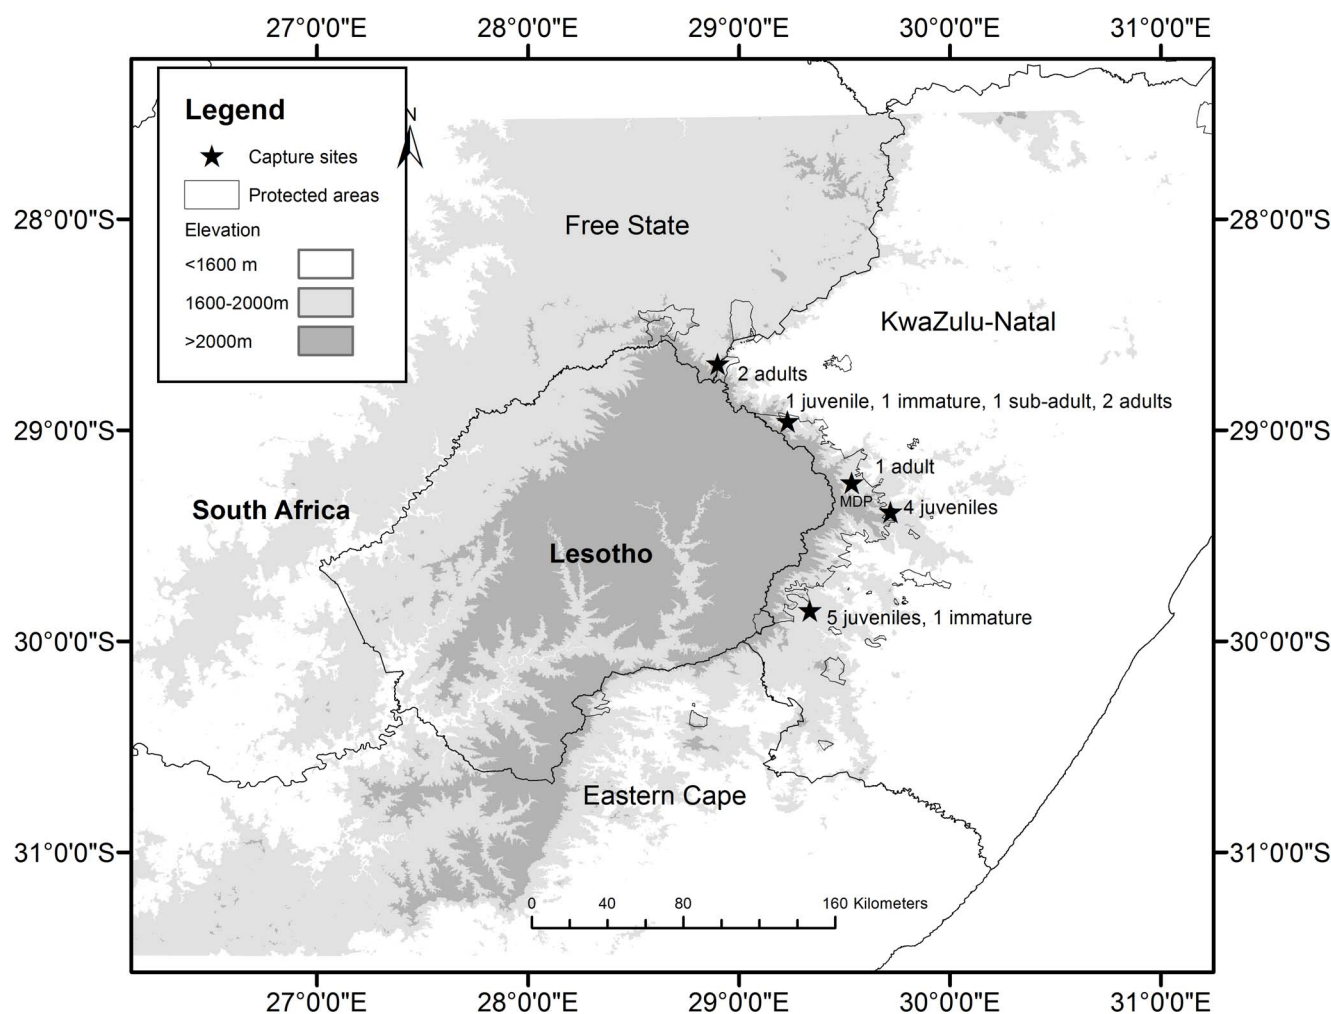 27°0'0"E 28°0'0"E 29°0'0"E 30°0'0"E 31°0'0"E
Legend
N
Capture sites
Protected areas
Elevation
<1600 m
1600-2000m
>2000m
28°0'0"S 28°0'0"S
Free State
KwaZulu-Natal
2 adults
1 juvenile, 1 immature, 1 sub-adult, 2 adults
29°0'0"S 29°0'0"S
1 adult
MDP
4 juveniles
South Africa
Lesotho
5 juveniles, 1 immature
30°0'0"S 30°0'0"S
Eastern Cape
31°0'0"S 31°0'0"S
0 40 80 160 Kilometers
27°0'0"E 28°0'0"E 29°0'0"E 30°0'0"E 31°0'0"E